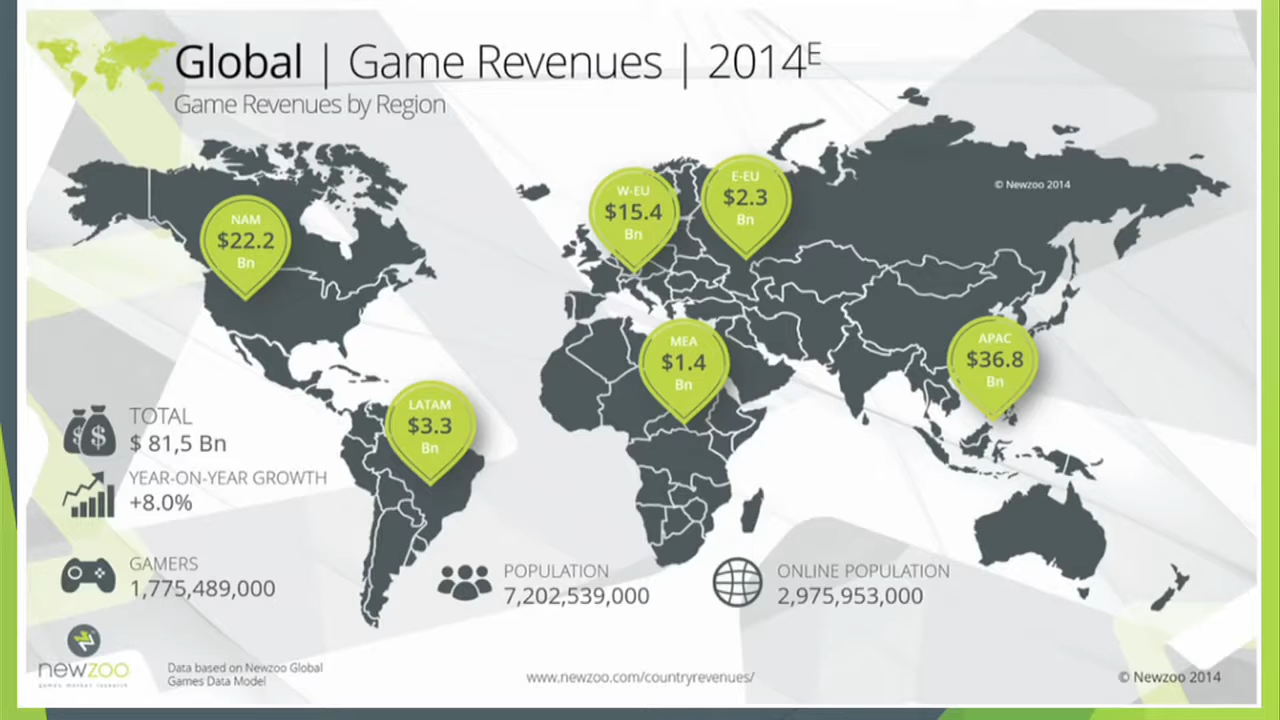 Global | Game Revenues | 2014E
Game Revenues by Region
© Newzoo 2014
NAM
$22.2
Bn
W-EU
$15.4
Bn
E-EU
$2.3
Bn
MEA
$1.4
Bn
APAC
$36.8
Bn
LATAM
$3.3
Bn
TOTAL
$ 81,5 Bn
YEAR-ON-YEAR GROWTH
+8.0%
GAMERS
1,775,489,000
POPULATION
7,202,539,000
ONLINE POPULATION
2,975,953,000
newzoo
games market research
Data based on Newzoo Global
Games Data Model
www.newzoo.com/countryrevenues/
© Newzoo 2014